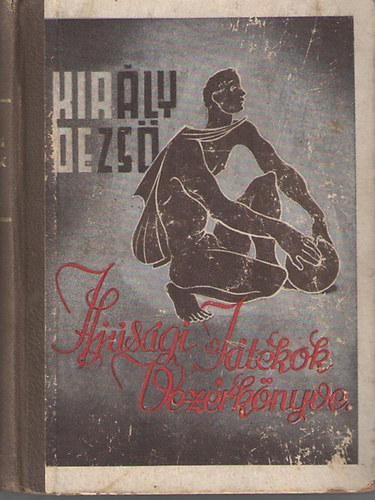 KIRÁLY
DEZSŐ
Ifjúsági Játékok
Vezérkönyve.